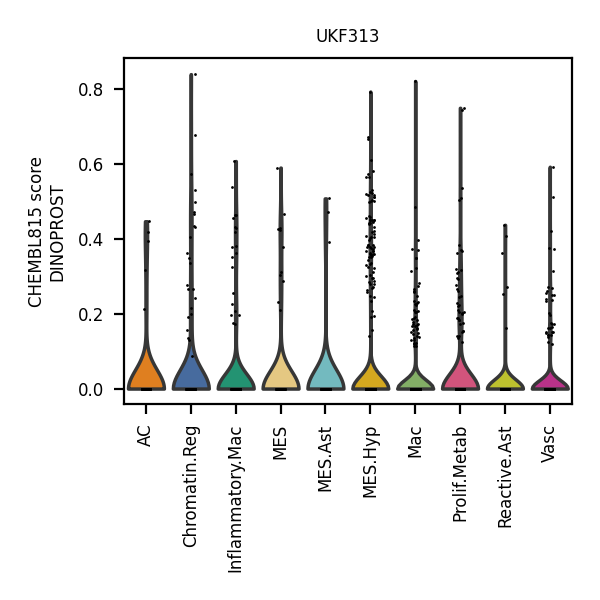 UKF313
CHEMBL815 score
DINOPROST
0.8
0.6
0.4
0.2
0.0
AC
Chromatin.Reg
Inflammatory.Mac
MES
MES.Ast
MES.Hyp
Mac
Prolif.Metab
Reactive.Ast
Vasc